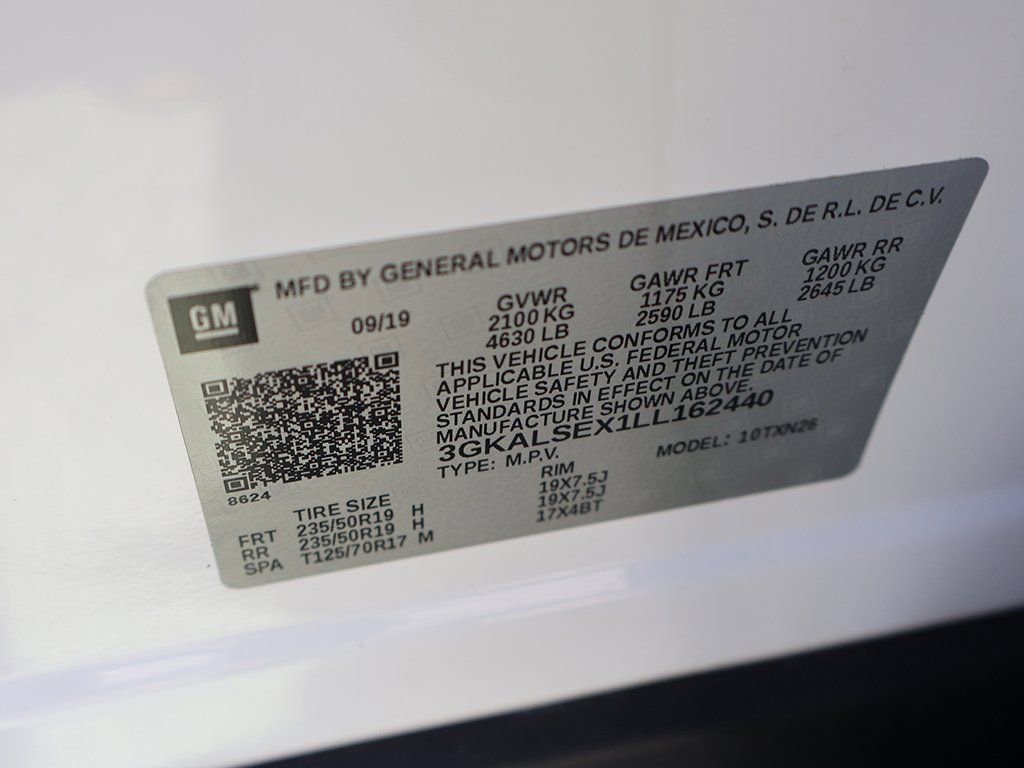 MFD BY GENERAL MOTORS DE MEXICO, S. DE R.L. DE C.V.
GM
09/19
GVWR GAWR FRT GAWR RR
2100 KG 1175 KG 1200 KG
4630 LB 2590 LB 2645 LB
THIS VEHICLE CONFORMS TO ALL
APPLICABLE U.S. FEDERAL MOTOR
VEHICLE SAFETY AND THEFT PREVENTION
STANDARDS IN EFFECT ON THE DATE OF
MANUFACTURE SHOWN ABOVE.
3GKALSEX1LL162440
TYPE: M.P.V. MODEL: 10TXN26
8624
TIRE SIZE RIM
FRT 235/50R19 H 19X7.5J
RR 235/50R19 H 19X7.5J
SPA T125/70R17 M 17X4BT